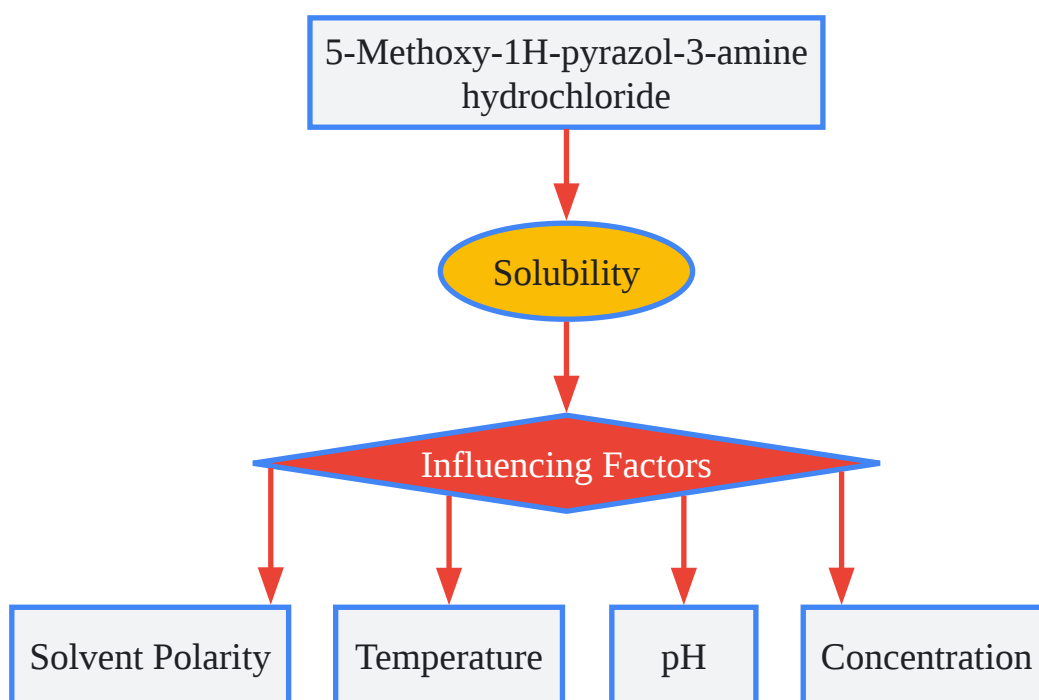 5-Methoxy-1H-pyrazol-3-amine
hydrochloride
Solubility
Influencing Factors
Solvent Polarity
Temperature
pH
Concentration